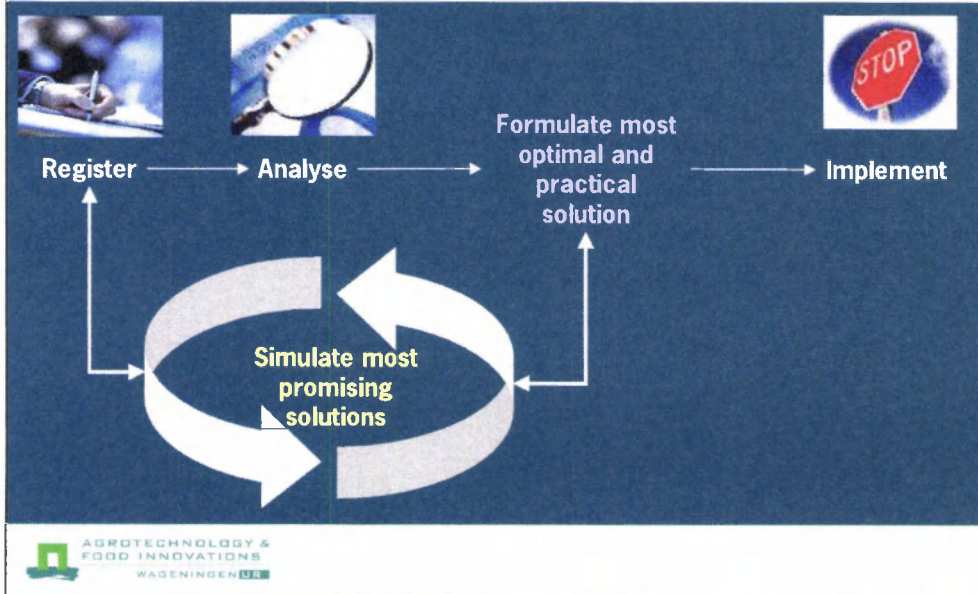 STOP
Register
Analyse
Formulate most
optimal and
practical
solution
Implement
Simulate most
promising
solutions
AGROTECHNOLOGY &
FOOD INNOVATIONS
WAGENINGEN UR